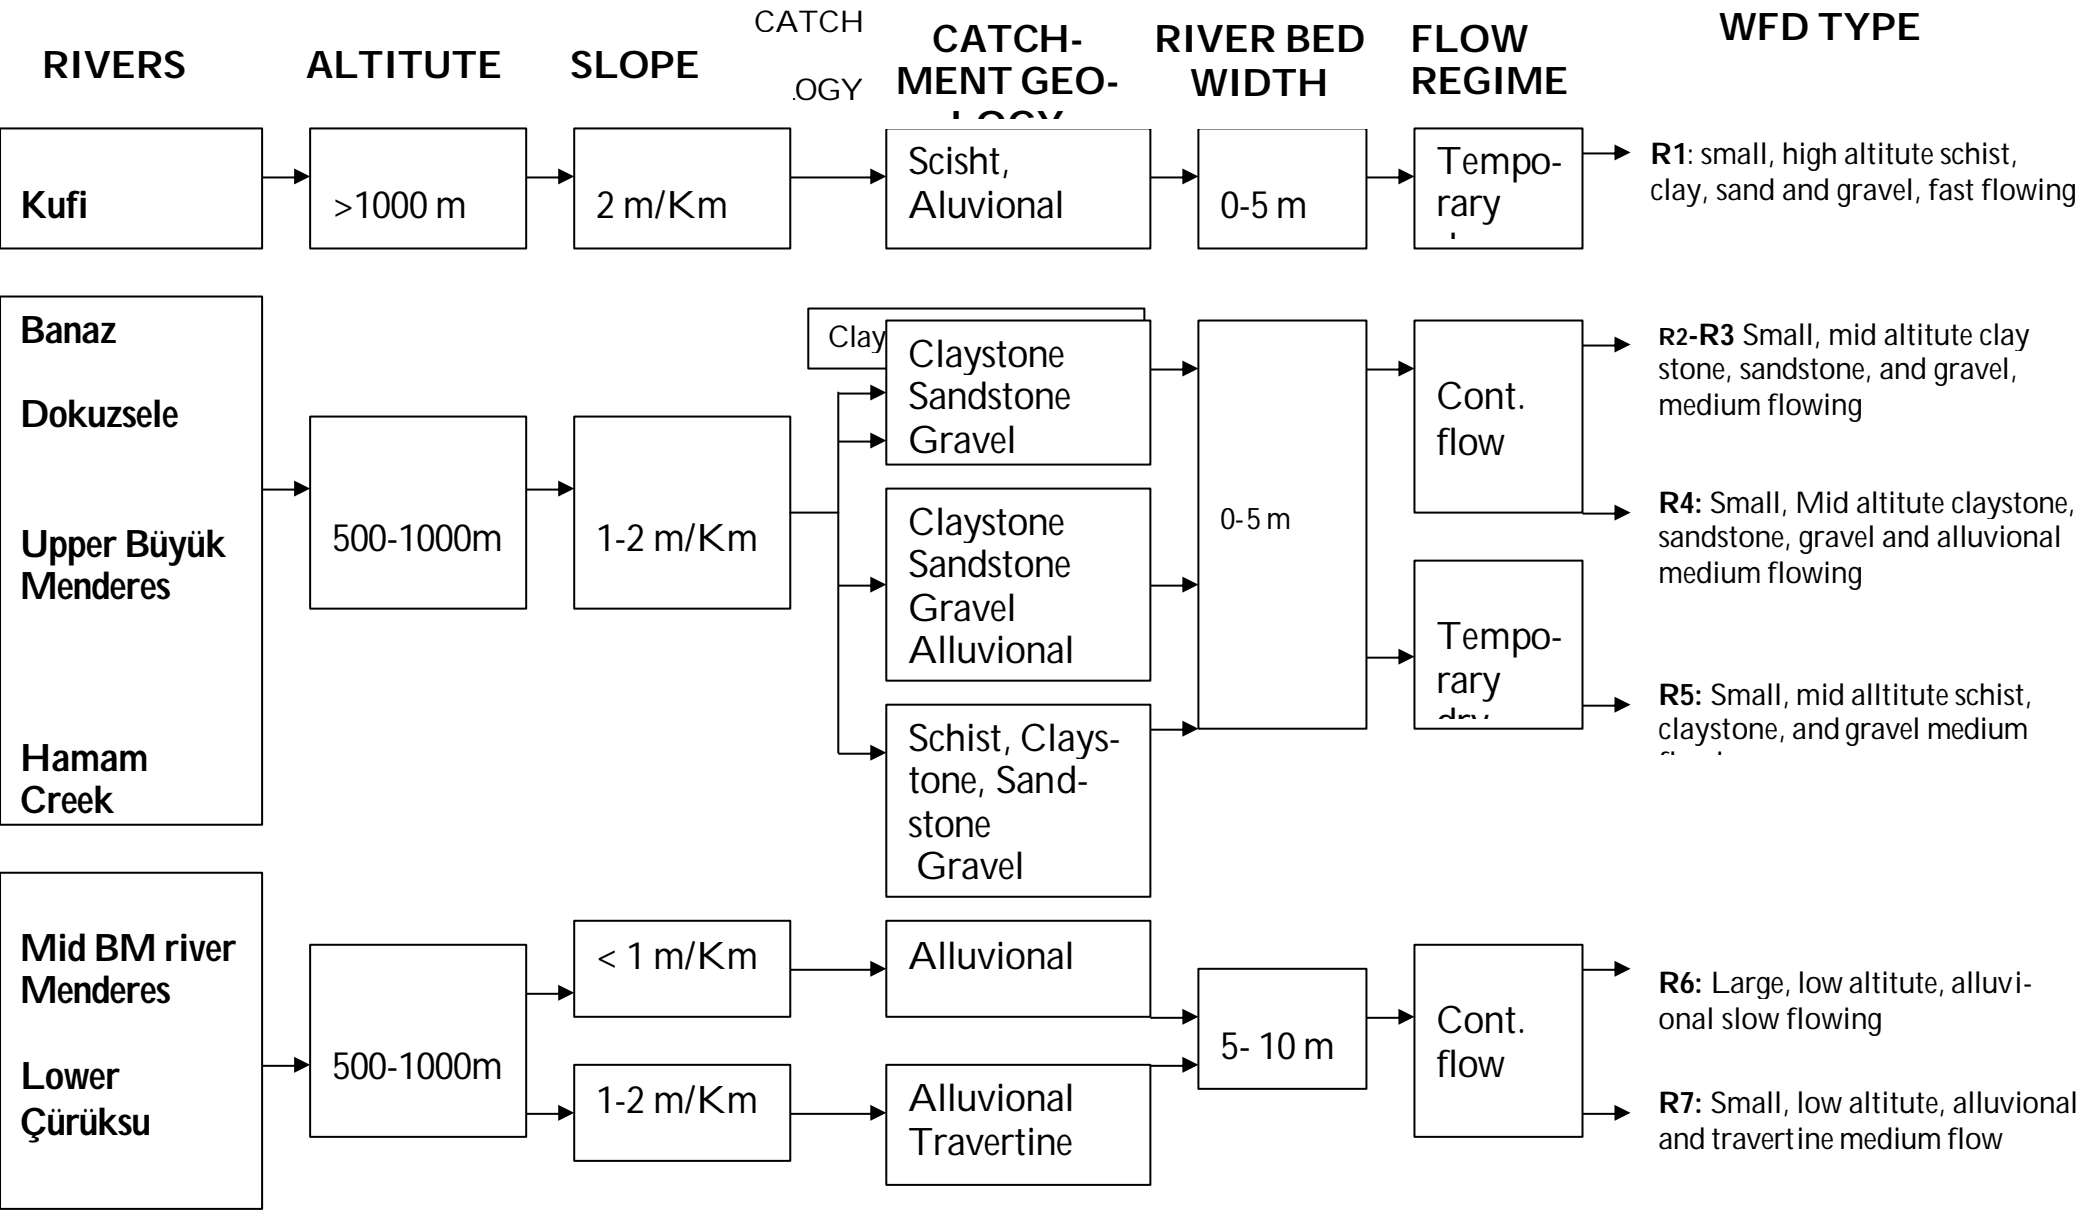 RIVERS
ALTITUTE
SLOPE
CATCH
OGY
CATCH-
MENT GEO-
LOGY
RIVER BED
WIDTH
FLOW
REGIME
WFD TYPE
Kufi
>1000 m
2 m/Km
Scisht,
Aluvional
0-5 m
Tempo-
rary
R1: small, high altitute schist,
clay, sand and gravel, fast flowing
Banaz
Dokuzsele
Upper Büyük
Menderes
Hamam
Creek
500-1000m
1-2 m/Km
Clay
Claystone
Sandstone
Gravel
Claystone
Sandstone
Gravel
Alluvional
Schist, Clays-
tone, Sand-
stone
Gravel
0-5 m
Cont.
flow
Tempo-
rary
dry
R2-R3 Small, mid altitute clay
stone, sandstone, and gravel,
medium flowing
R4: Small, Mid altitute claystone,
sandstone, gravel and alluvional
medium flowing
R5: Small, mid alltitute schist,
claystone, and gravel medium
Mid BM river
Menderes
Lower
Çürüksu
500-1000m
< 1 m/Km
1-2 m/Km
Alluvional
Alluvional
Travertine
5- 10 m
Cont.
flow
R6: Large, low altitute, alluvi-
onal slow flowing
R7: Small, low altitute, alluvional
and travertine medium flow